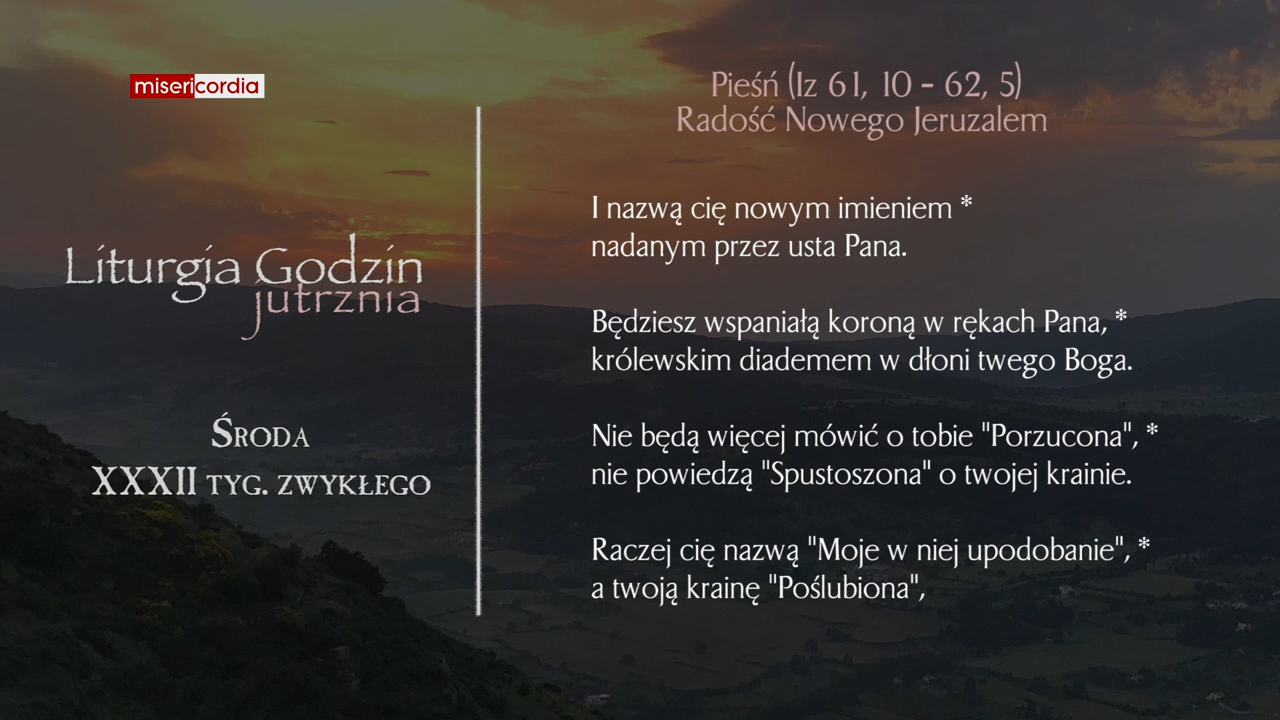 misericordia
Liturgia Godzin
jutrznia
Środa
XXXII tyg. zwykłego
Pieśń (Iz 61, 10 - 62, 5)
Radość Nowego Jeruzalem
I nazwą cię nowym imieniem *
nadanym przez usta Pana.
Będziesz wspaniałą koroną w rękach Pana, *
królewskim diademem w dłoni twego Boga.
Nie będą więcej mówić o tobie "Porzucona", *
nie powiedzą "Spustoszona" o twojej krainie.
Raczej cię nazwą "Moje w niej upodobanie", *
a twoją krainę "Poślubiona",